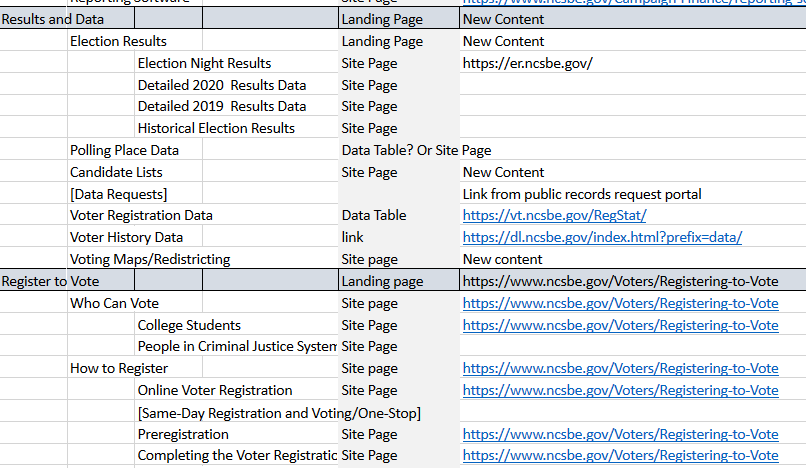 Reporting Software Site Page https://www.ncsbe.gov/Campaign-Finance/reporting-so
Results and Data Landing Page New Content
Election Results Landing Page New Content
Election Night Results Site Page https://er.ncsbe.gov/
Detailed 2020  Results Data Site Page
Detailed 2019  Results Data Site Page
Historical Election Results Site Page
Polling Place Data Data Table? Or Site Page
Candidate Lists Site Page New Content
[Data Requests] Link from public records request portal
Voter Registration Data Data Table https://vt.ncsbe.gov/RegStat/
Voter History Data link https://dl.ncsbe.gov/index.html?prefix=data/
Voting Maps/Redistricting Site page New content
Register to Vote Landing page https://www.ncsbe.gov/Voters/Registering-to-Vote
Who Can Vote Site page https://www.ncsbe.gov/Voters/Registering-to-Vote
College Students Site Page https://www.ncsbe.gov/Voters/Registering-to-Vote
People in Criminal Justice System Site Page
How to Register Site page https://www.ncsbe.gov/Voters/Registering-to-Vote
Online Voter Registration Site Page https://www.ncsbe.gov/Voters/Registering-to-Vote
[Same-Day Registration and Voting/One-Stop]
Preregistration Site Page https://www.ncsbe.gov/Voters/Registering-to-Vote
Completing the Voter Registratio Site Page https://www.ncsbe.gov/Voters/Registering-to-Vote